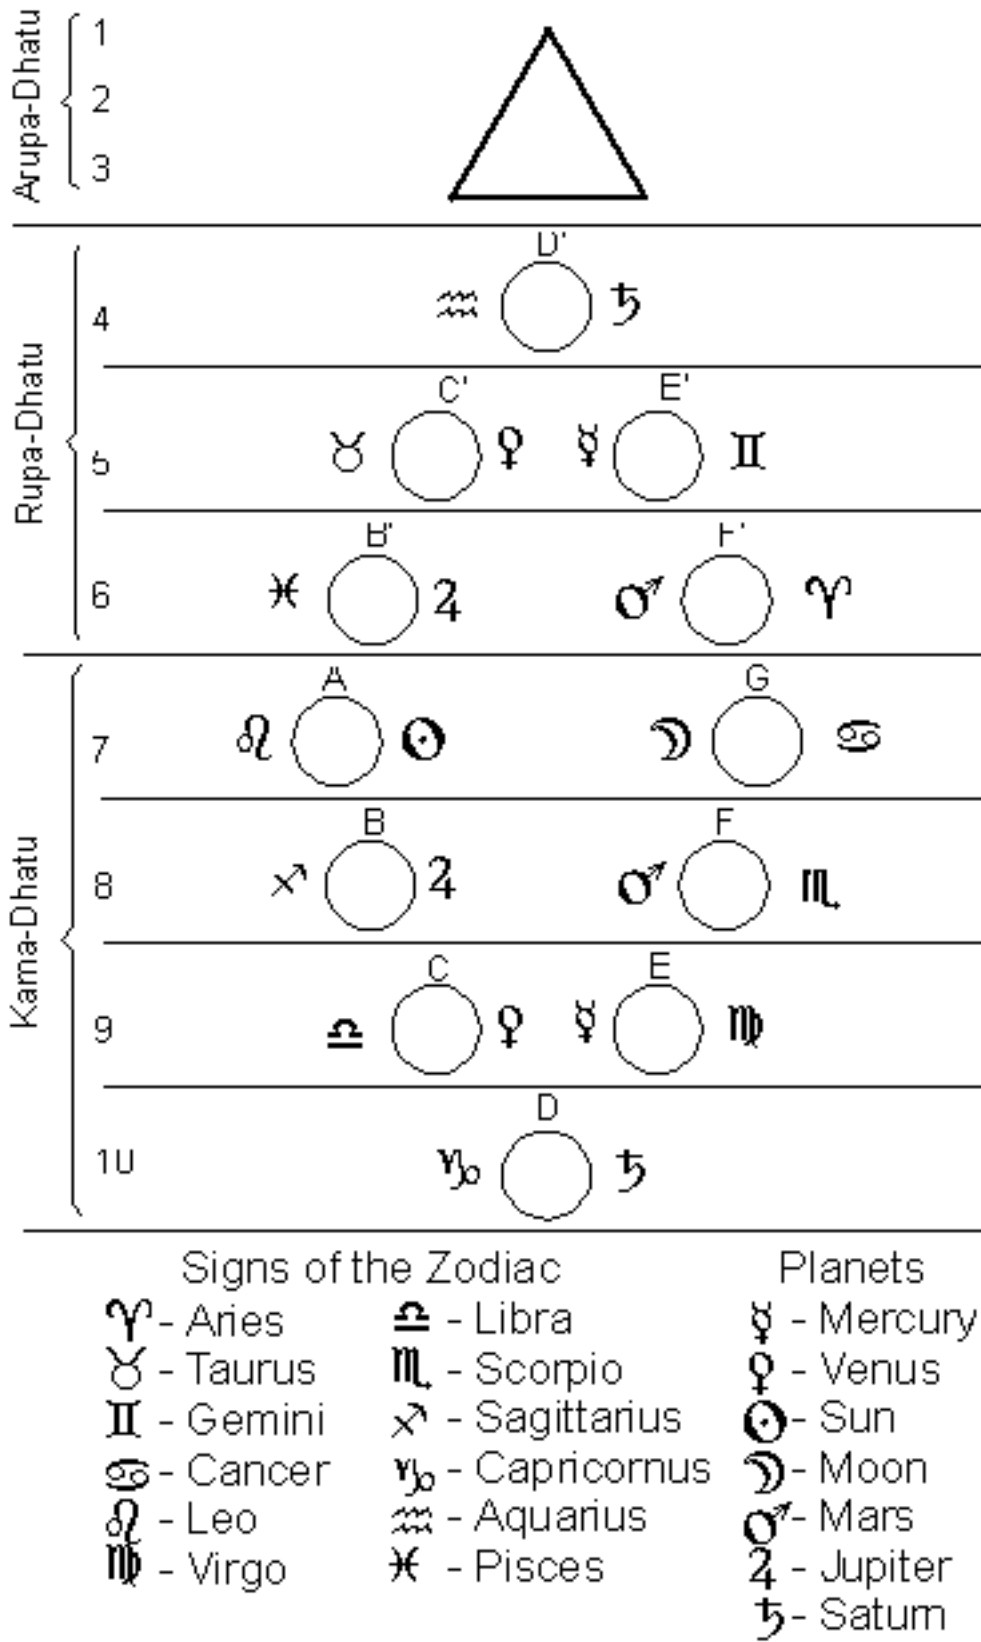 Arupa-Dhatu
1
2
3
D'
♒ ♄
4
Rupa-Dhatu
C' E'
♉ ♀ ☿ ♊
5
B' F'
♓ ♃ ♂ ♈
6
A G
♌ ☉ ☽ ♋
7
Kama-Dhatu
B F
♐ ♃ ♂ ♏
8
C E
♎ ♀ ☿ ♍
9
D
♑ ♄
10
Signs of the Zodiac Planets
♈ - Aries ♎ - Libra ☿ - Mercury
♉ - Taurus ♏ - Scorpio ♀ - Venus
♊ - Gemini ♐ - Sagittarius ☉ - Sun
♋ - Cancer ♑ - Capricornus ☽ - Moon
♌ - Leo ♒ - Aquarius ♂ - Mars
♍ - Virgo ♓ - Pisces ♃ - Jupiter
♄ - Saturn